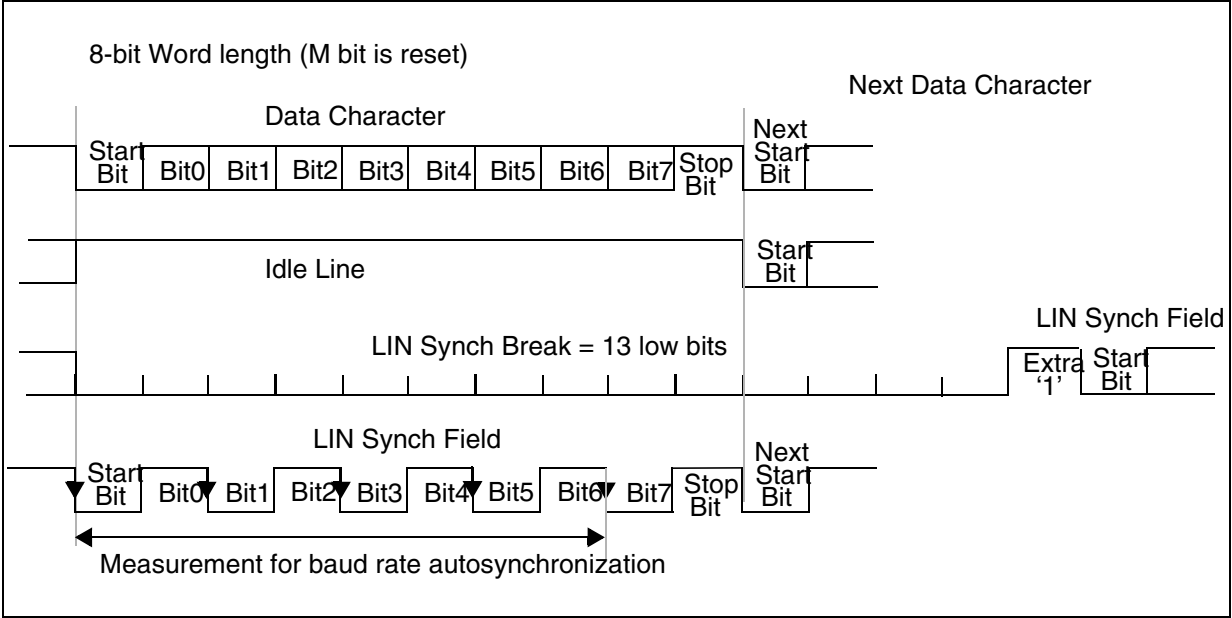 8-bit Word length (M bit is reset)
Next Data Character
Data Character
Start
Bit
Bit0
Bit1
Bit2
Bit3
Bit4
Bit5
Bit6
Bit7
Stop
Bit
Next
Start
Bit
Idle Line
Start
Bit
LIN Synch Field
LIN Synch Break = 13 low bits
Extra
‘1’
Start
Bit
LIN Synch Field
Start
Bit
Bit0
Bit1
Bit2
Bit3
Bit4
Bit5
Bit6
Bit7
Stop
Bit
Next
Start
Bit
Measurement for baud rate autosynchronization